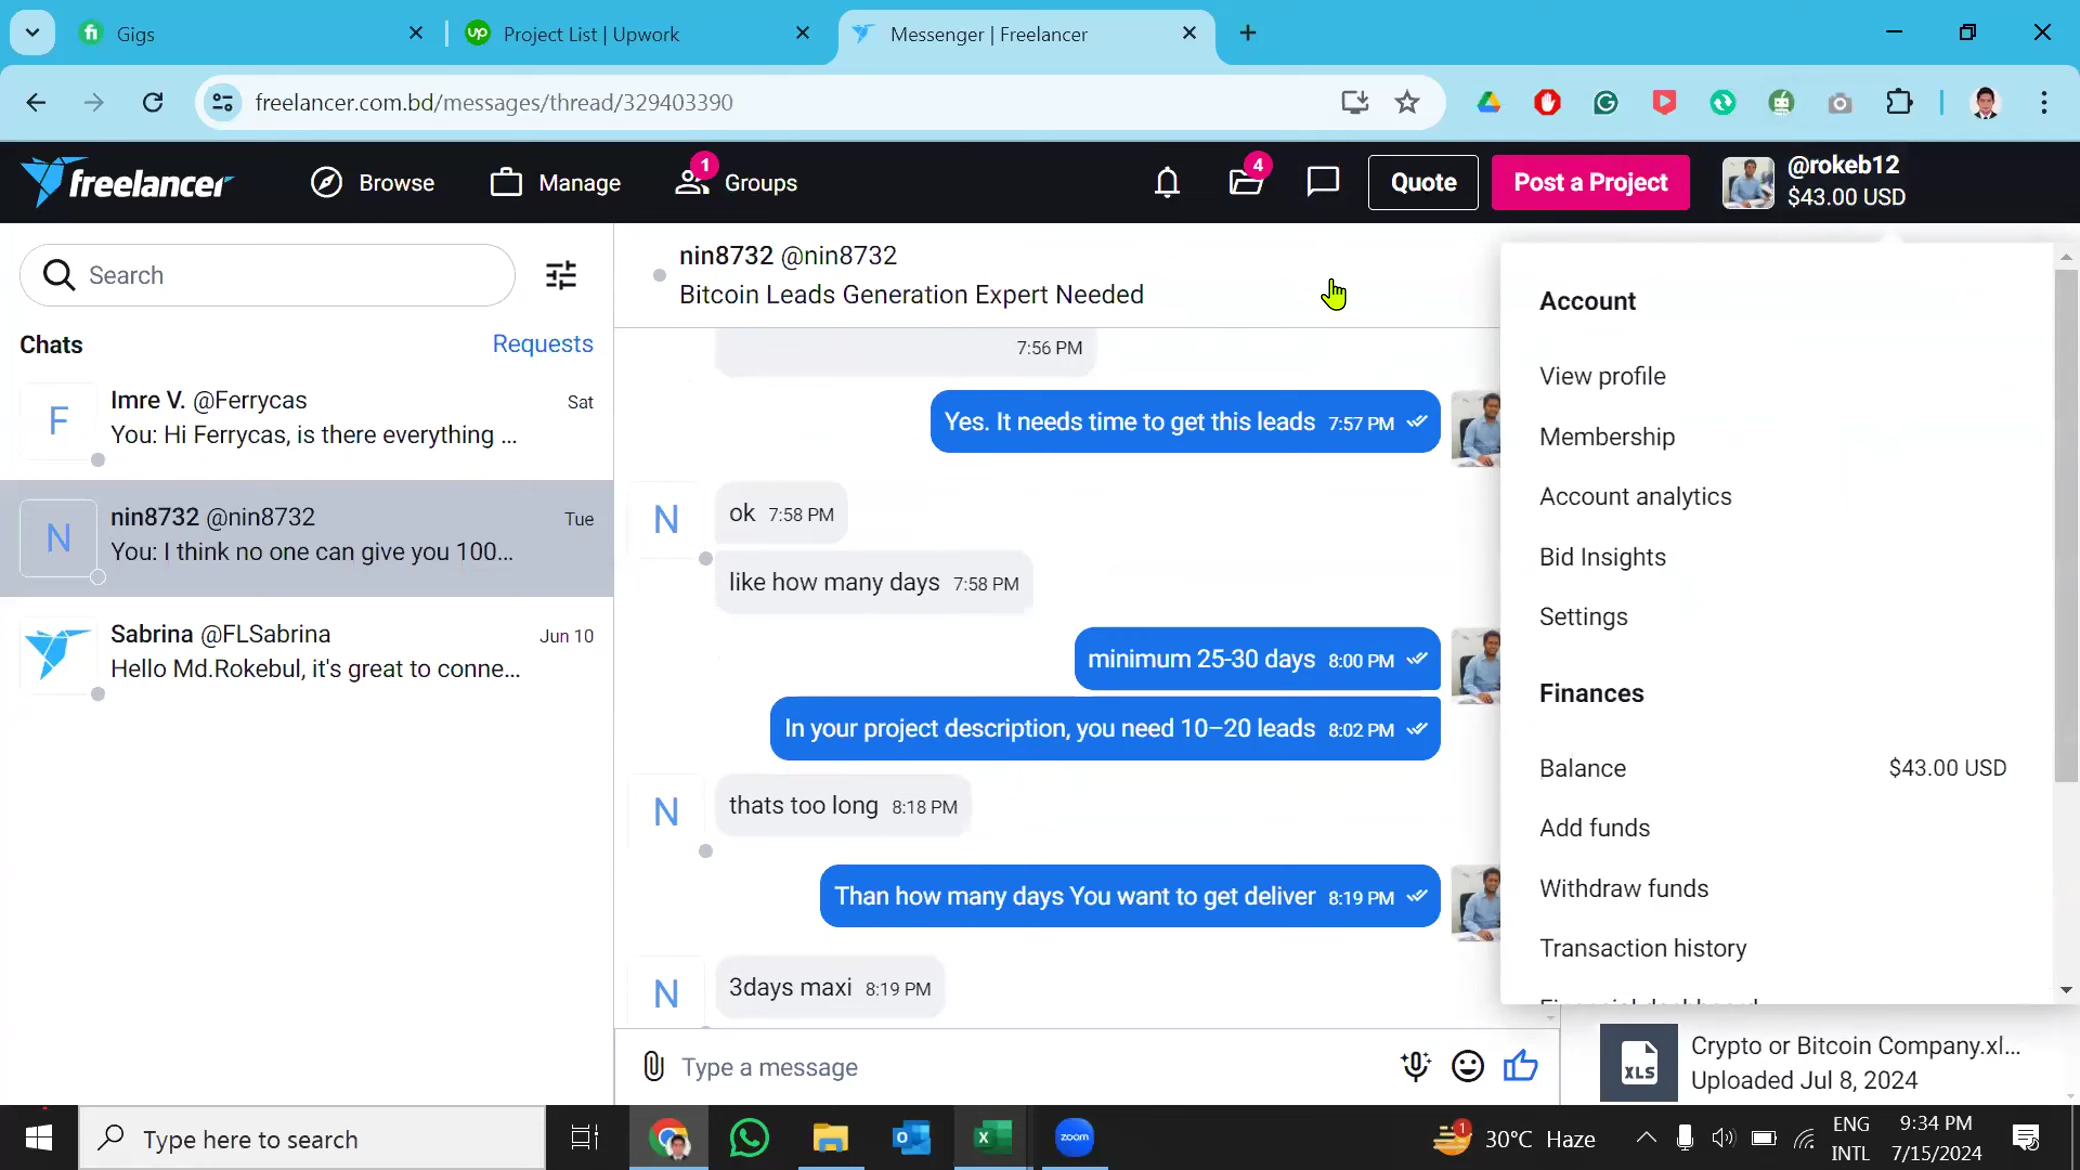 Gigs
Project List | Upwork
Messenger | Freelancer
freelancer.com.bd/messages/thread/329403390
freelancer
Browse
Manage
1
Groups
4
Quote
Post a Project
@rokeb12
$43.00 USD
Search
Chats
Requests
F
Imre V. @Ferrycas
Sat
You: Hi Ferrycas, is there everything ...
N
nin8732 @nin8732
Tue
You: I think no one can give you 100...
Sabrina @FLSabrina
Jun 10
Hello Md.Rokebul, it's great to conne...
nin8732 @nin8732
Bitcoin Leads Generation Expert Needed
7:56 PM
Yes. It needs time to get this leads 7:57 PM
N
ok 7:58 PM
like how many days 7:58 PM
minimum 25-30 days 8:00 PM
In your project description, you need 10–20 leads 8:02 PM
N
thats too long 8:18 PM
Than how many days You want to get deliver 8:19 PM
N
3days maxi 8:19 PM
Type a message
Account
View profile
Membership
Account analytics
Bid Insights
Settings
Finances
Balance $43.00 USD
Add funds
Withdraw funds
Transaction history
Financial dashboard
XLS
Crypto or Bitcoin Company.xl...
Uploaded Jul 8, 2024
Type here to search
zoom
1
30°C Haze
ENG
INTL
9:34 PM
7/15/2024